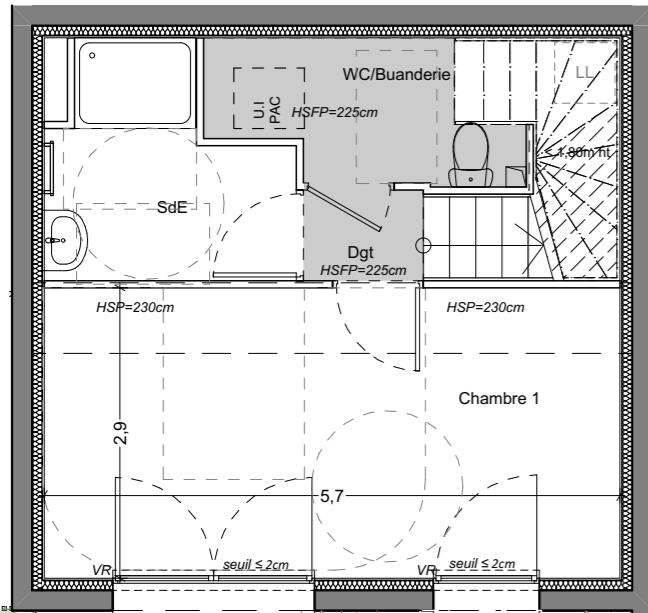 WC/Buanderie
LL
U.I
PAC
HSFP=225cm
1,80m ht
SdE
Dgt
HSFP=225cm
HSP=230cm
HSP=230cm
Chambre 1
2,9
5,7
VR
seuil ≤ 2cm
VR
seuil ≤ 2cm